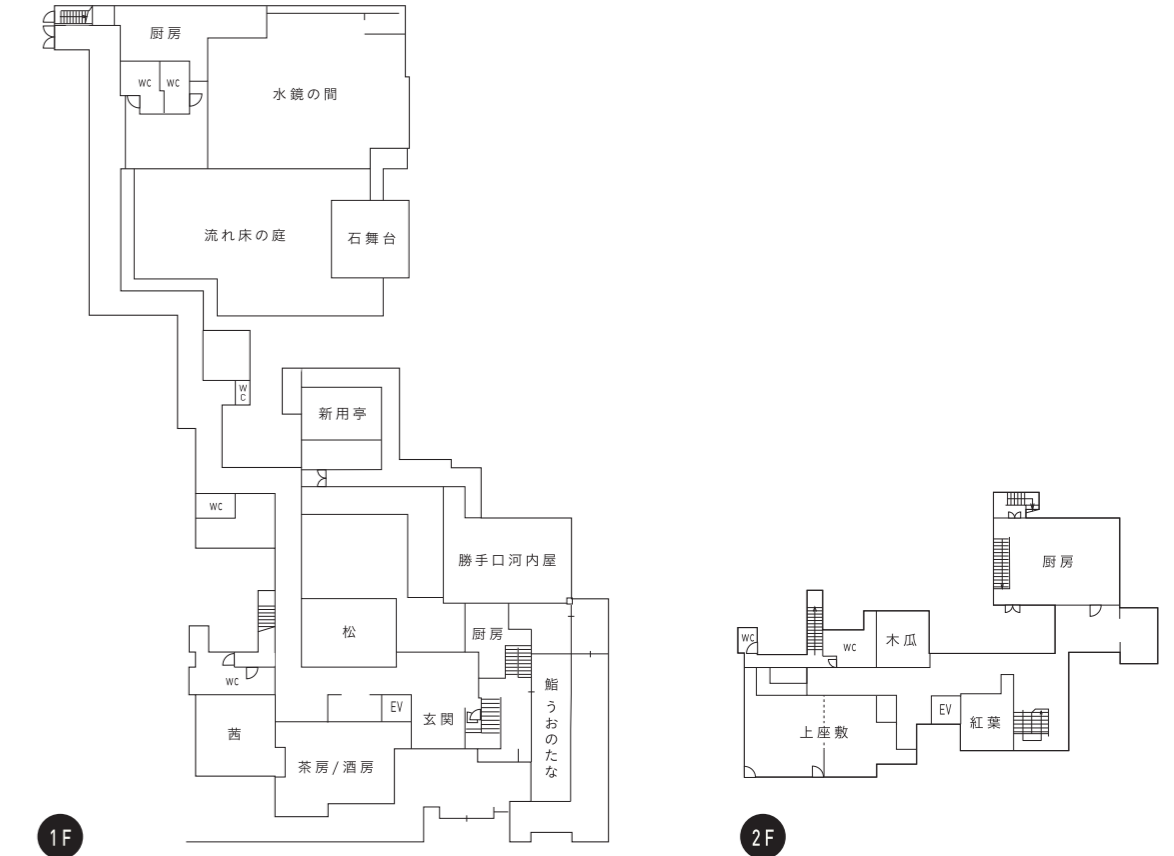 厨房
WC
WC
水鏡の間
流れ床の庭
石舞台
WC
新用亭
WC
勝手口河内屋
松
厨房
WC
EV
玄関
鮨 うおのたな
茜
茶房/酒房
1F
厨房
WC
WC
木瓜
EV
紅葉
上座敷
2F